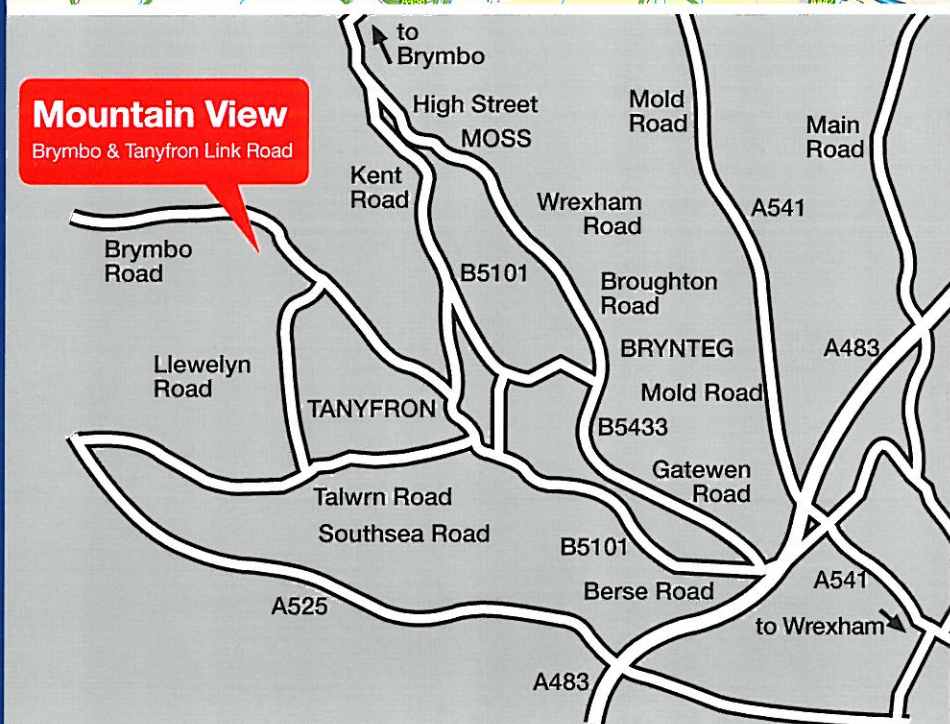 to
Brymbo
High Street
MOSS
Mountain View
Brymbo & Tanyfron Link Road
Mold
Road
Main
Road
Kent
Road
Wrexham
Road
A541
Brymbo
Road
B5101
Broughton
Road
BRYNTEG
A483
Llewelyn
Road
Mold Road
TANYFRON
B5433
Gatewen
Road
Talwrn Road
Southsea Road
B5101
Berse Road
A541
A525
to Wrexham
A483